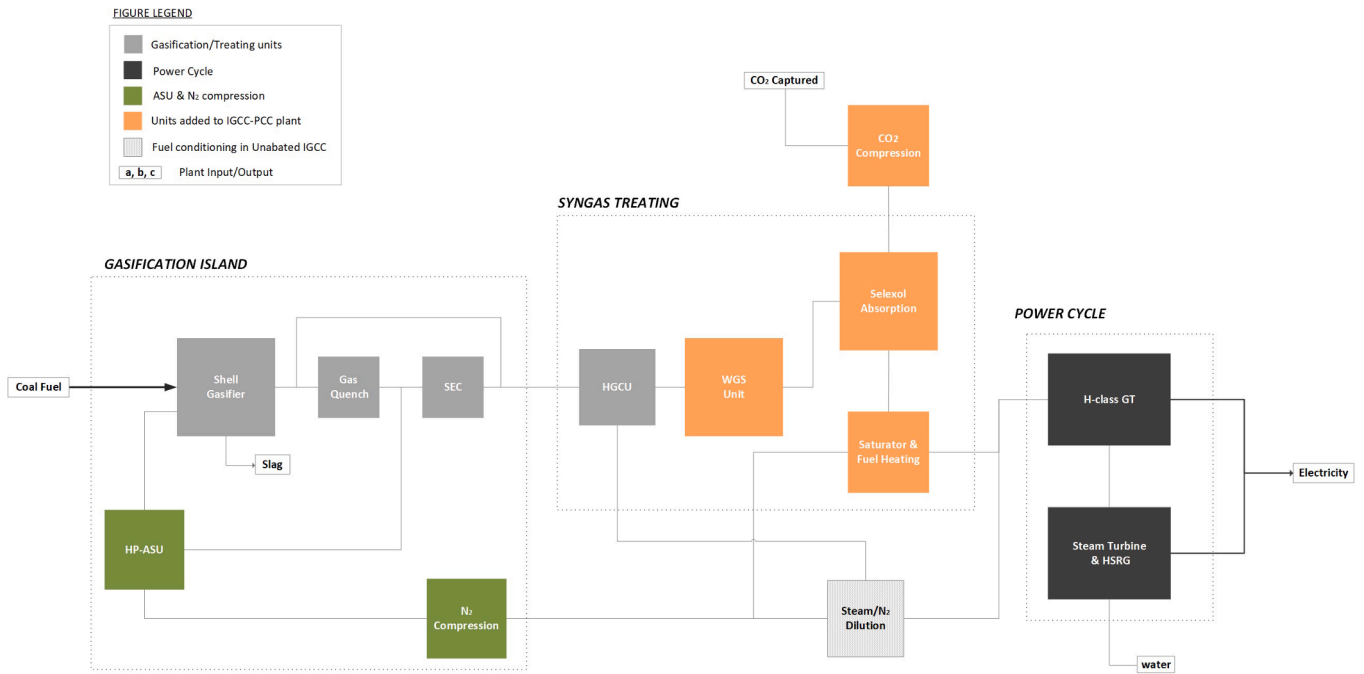 FIGURE LEGEND
Gasification/Treating units
Power Cycle
ASU & N₂ compression
Units added to IGCC-PCC plant
Fuel conditioning in Unabated IGCC
a, b, c
Plant Input/Output
CO₂ Captured
CO2
Compression
SYNGAS TREATING
GASIFICATION ISLAND
Selexol
Absorption
POWER CYCLE
Coal Fuel
Shell
Gasifier
Gas
Quench
SEC
HGCU
WGS
Unit
H-class GT
Slag
Saturator &
Fuel Heating
Electricity
HP-ASU
Steam Turbine
& HSRG
N₂
Compression
Steam/N₂
Dilution
water